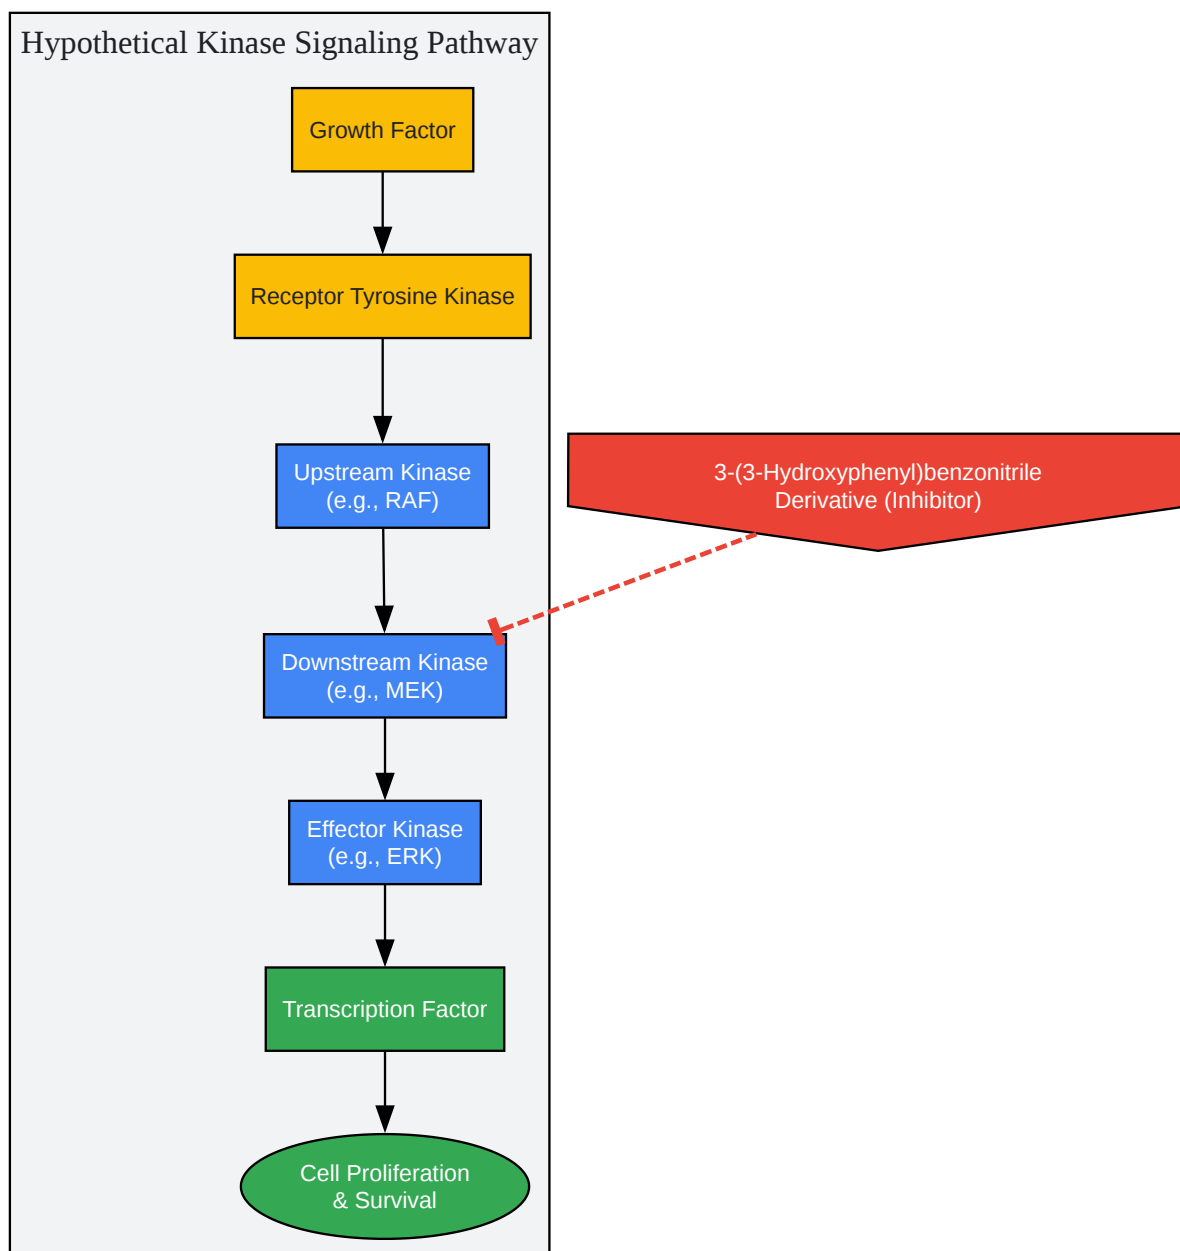 Hypothetical Kinase Signaling Pathway
Growth Factor
Receptor Tyrosine Kinase
Upstream Kinase
(e.g., RAF)
3-(3-Hydroxyphenyl)benzonitrile
Derivative (Inhibitor)
Downstream Kinase
(e.g., MEK)
Effector Kinase
(e.g., ERK)
Transcription Factor
Cell Proliferation
& Survival